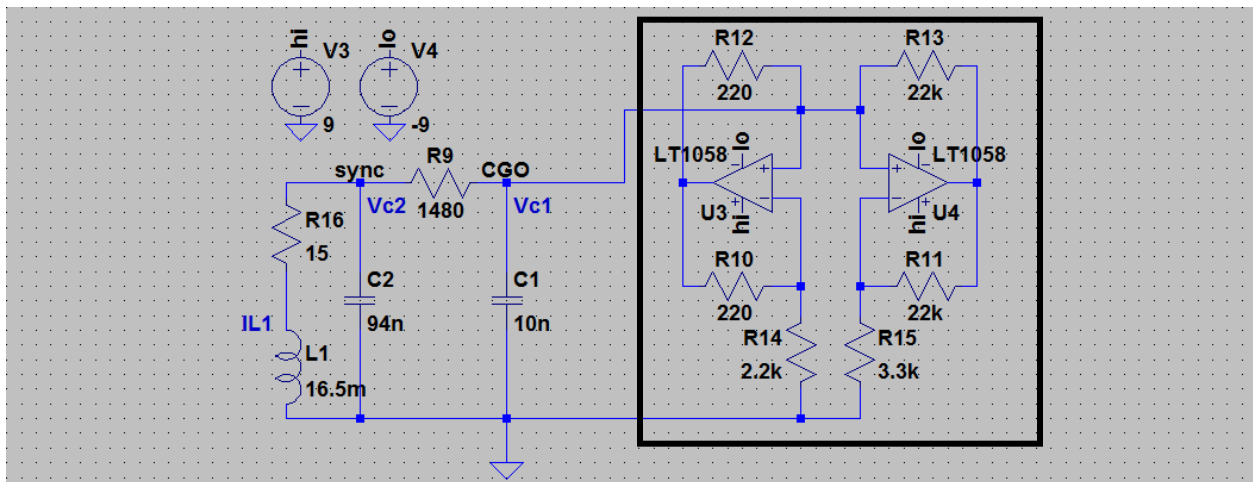 hi
V3
9
lo
V4
-9
R12
220
R13
22k
LT1058
lo
hi
U3
LT1058
lo
hi
U4
sync
R9
1480
CGO
Vc2
Vc1
R16
15
C2
94n
C1
10n
IL1
L1
16.5m
R10
220
R11
22k
R14
2.2k
R15
3.3k